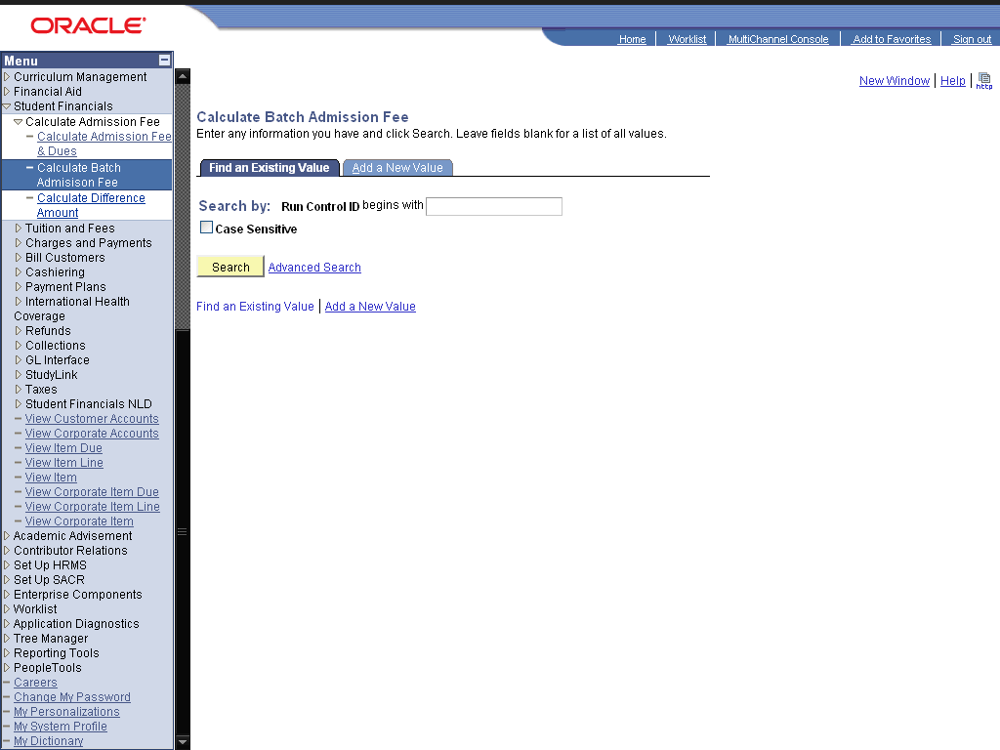 ORACLE
Home
Worklist
MultiChannel Console
Add to Favorites
Sign out
Menu
Curriculum Management
Financial Aid
Student Financials
Calculate Admission Fee
Calculate Admission Fee
& Dues
Calculate Batch
Admisison Fee
Calculate Difference
Amount
Tuition and Fees
Charges and Payments
Bill Customers
Cashiering
Payment Plans
International Health
Coverage
Refunds
Collections
GL Interface
StudyLink
Taxes
Student Financials NLD
View Customer Accounts
View Corporate Accounts
View Item Due
View Item Line
View Item
View Corporate Item Due
View Corporate Item Line
View Corporate Item
Academic Advisement
Contributor Relations
Set Up HRMS
Set Up SACR
Enterprise Components
Worklist
Application Diagnostics
Tree Manager
Reporting Tools
PeopleTools
Careers
Change My Password
My Personalizations
My System Profile
My Dictionary
New Window | Help | http
Calculate Batch Admission Fee
Enter any information you have and click Search. Leave fields blank for a list of all values.
Find an Existing Value
Add a New Value
Search by: Run Control ID begins with
Case Sensitive
Search
Advanced Search
Find an Existing Value | Add a New Value